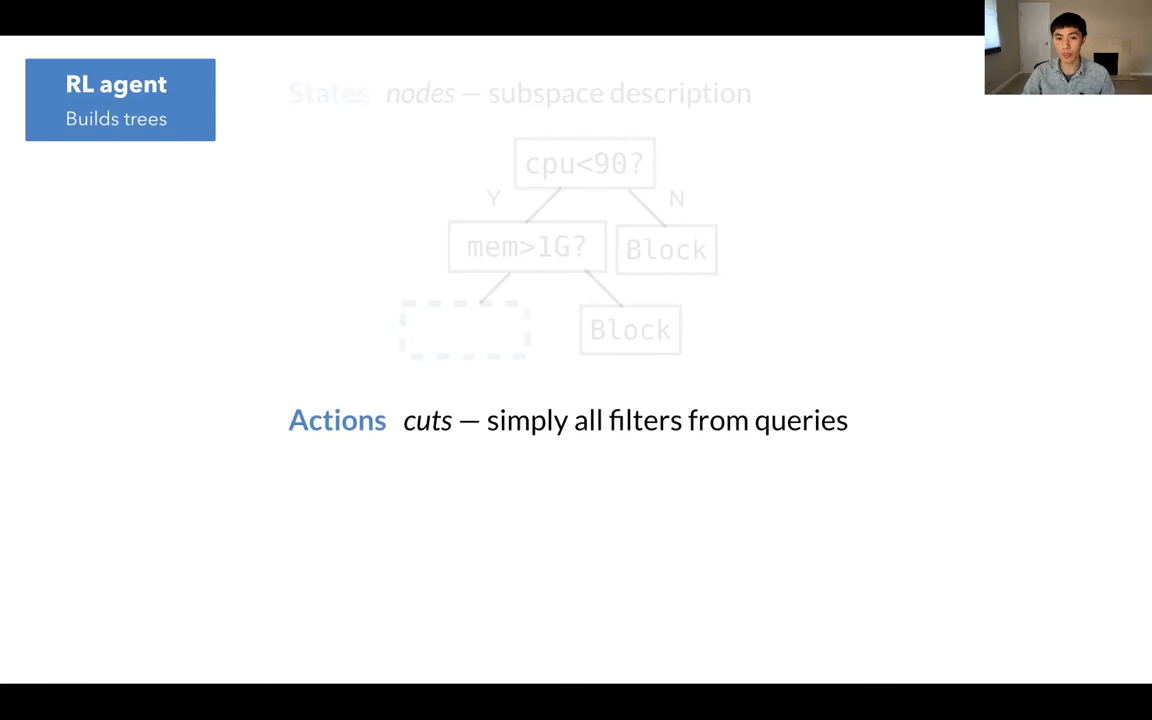 RL agent
Builds trees
States nodes — subspace description
cpu<90?
Y
N
mem>1G?
Block
Block
Actions cuts — simply all filters from queries